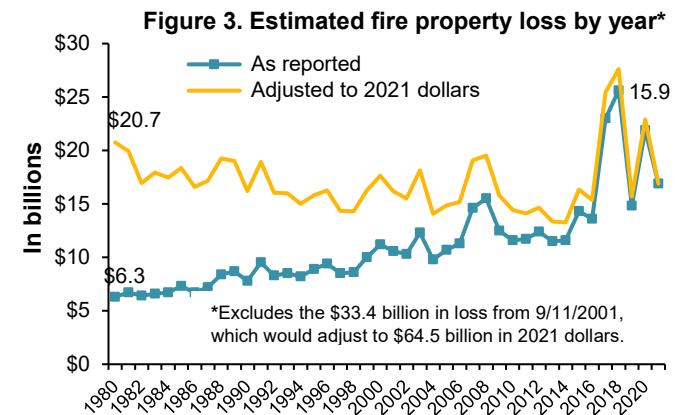 Figure 3. Estimated fire property loss by year*
$30
As reported
Adjusted to 2021 dollars
$25
15.9
$20.7
$20
$15
$10
$6.3
$5
$0
In billions
*Excludes the $33.4 billion in loss from 9/11/2001,
which would adjust to $64.5 billion in 2021 dollars.
1980 1982 1984 1986 1988 1990 1992 1994 1996 1998 2000 2002 2004 2006 2008 2010 2012 2014 2016 2018 2020